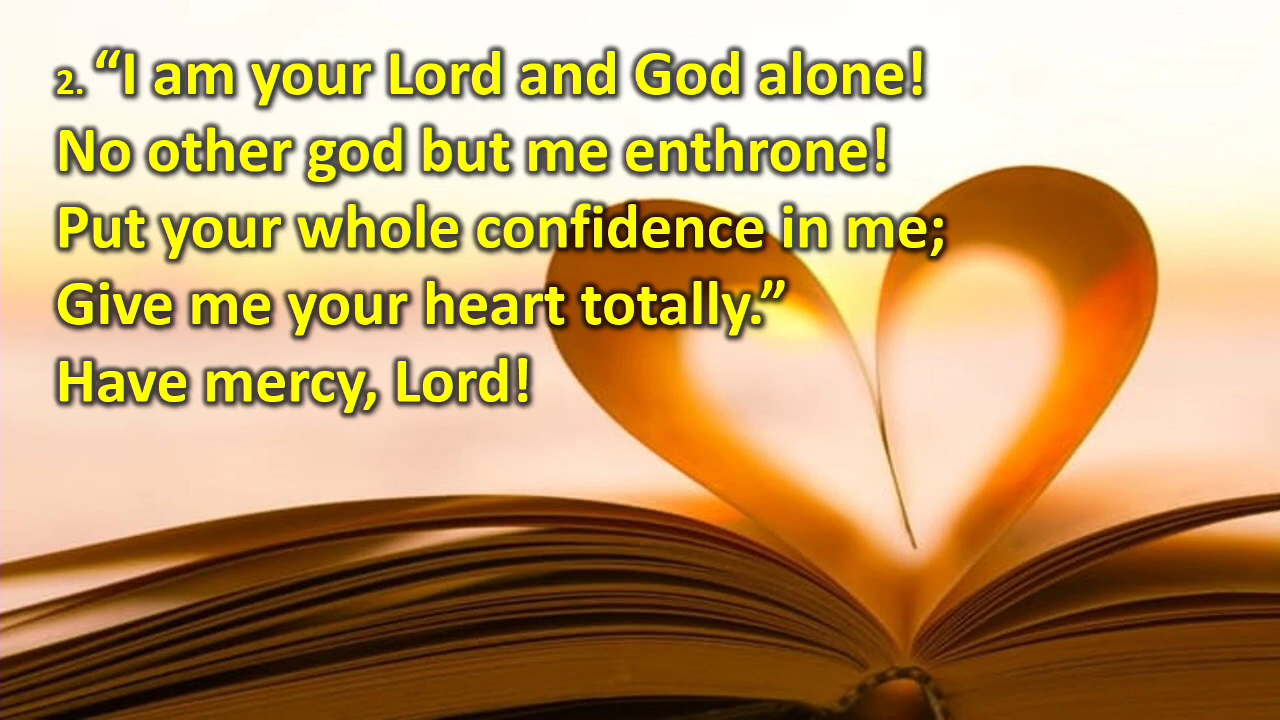 2. “I am your Lord and God alone!
No other god but me enthrone!
Put your whole confidence in me;
Give me your heart totally.”
Have mercy, Lord!